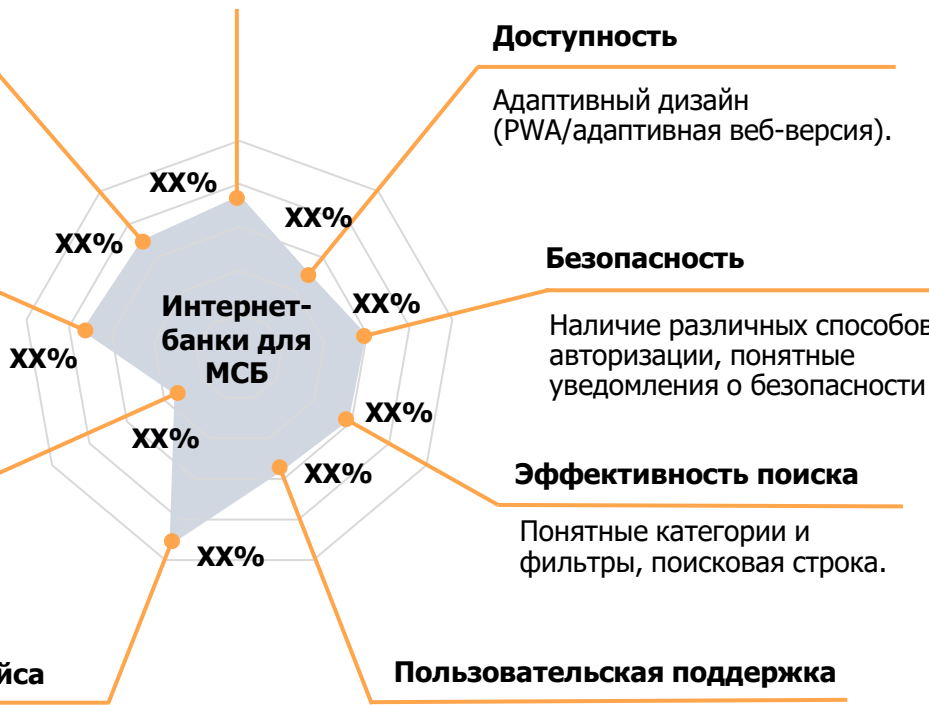 Доступность
Адаптивный дизайн
(PWA/адаптивная веб-версия).
XX%
XX%
XX%
Безопасность
XX%
Интернет-
банки для
МСБ
Наличие различных способов
авторизации, понятные
уведомления о безопасности
XX%
XX%
XX%
XX%
Эффективность поиска
Понятные категории и
фильтры, поисковая строка.
XX%
йса
Пользовательская поддержка